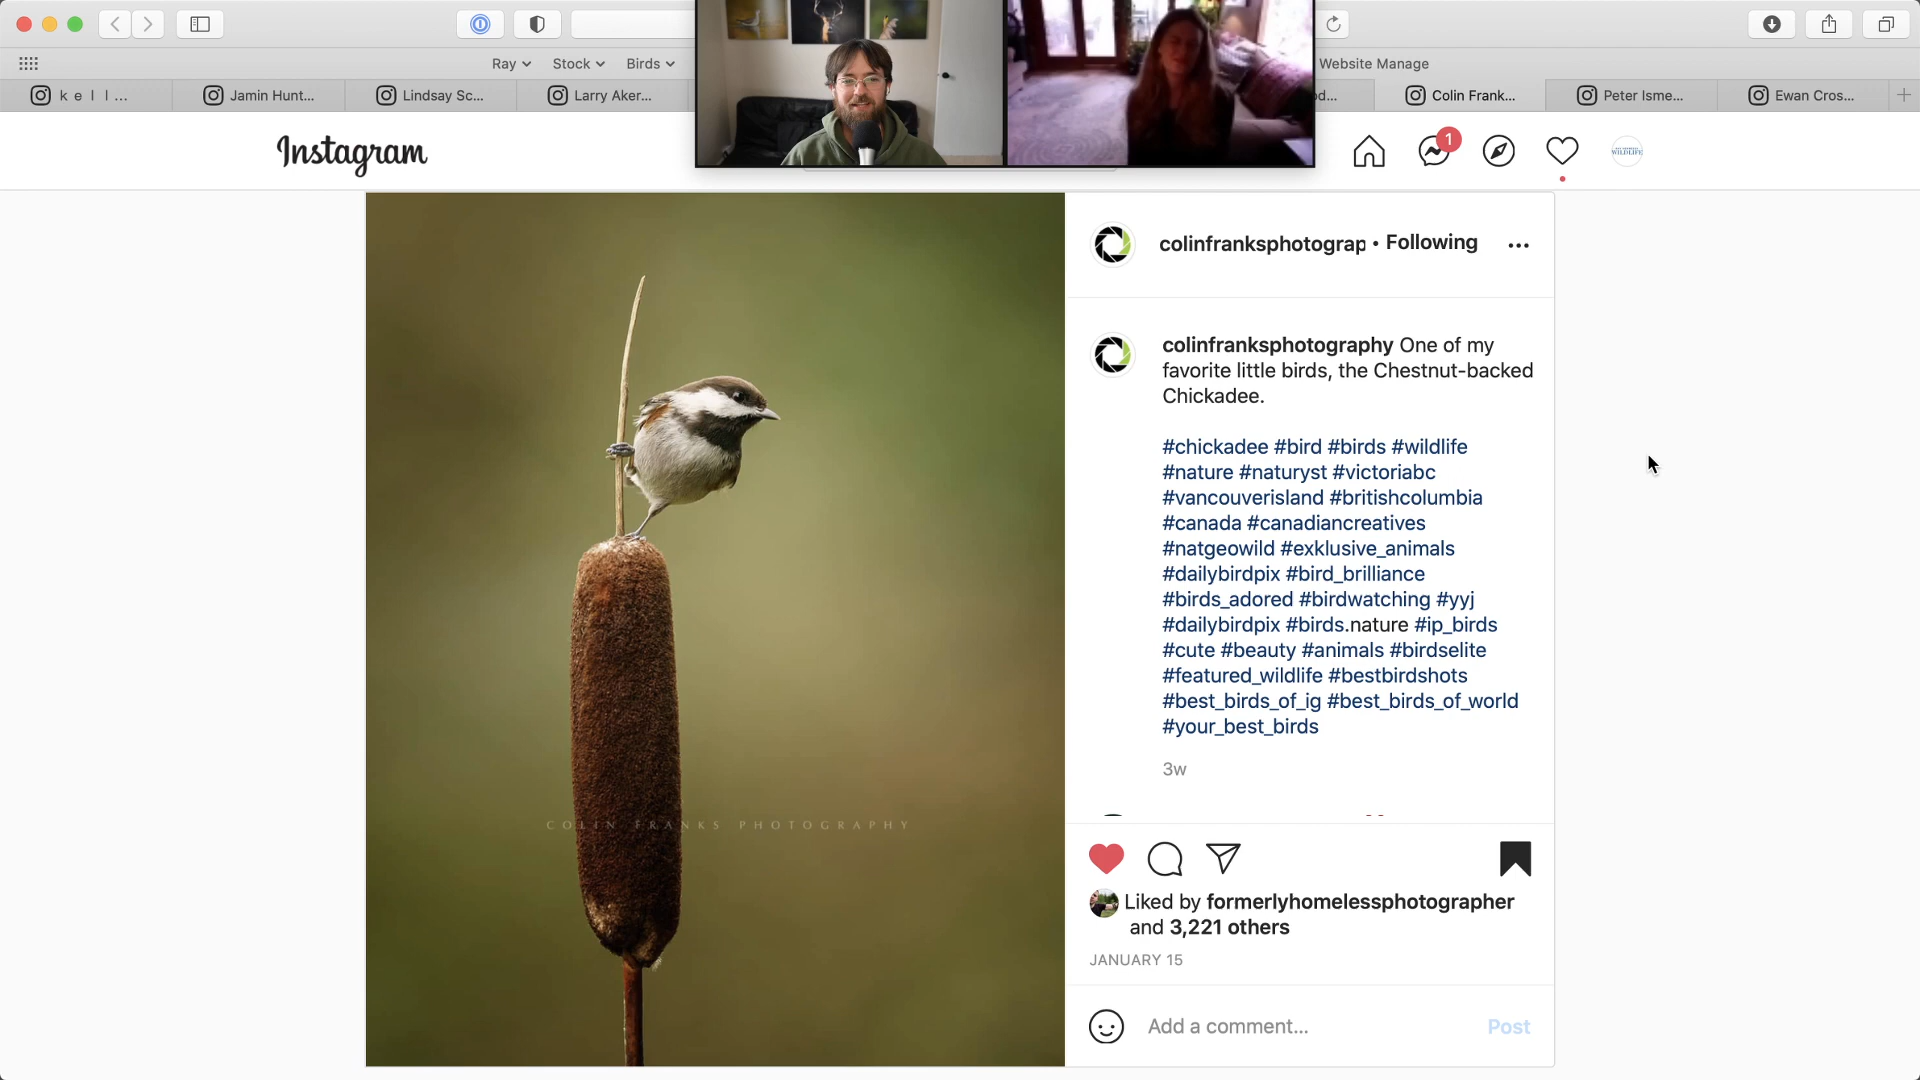 Ray
Stock
Birds
Website Manage
k e l l ...
Jamin Hunt...
Lindsay Sc...
Larry Aker...
od...
Colin Frank...
Peter Isme...
Ewan Cros...
Instagram
1
WILDLIFE
colinfranksphotograp • Following
colinfranksphotography One of my
favorite little birds, the Chestnut-backed
Chickadee.
#chickadee #bird #birds #wildlife
#nature #naturyst #victoriabc
#vancouverisland #britishcolumbia
#canada #canadiancreatives
#natgeowild #exklusive_animals
#dailybirdpix #bird_brilliance
#birds_adored #birdwatching #yyj
#dailybirdpix #birds.nature #ip_birds
#cute #beauty #animals #birdselite
#featured_wildlife #bestbirdshots
#best_birds_of_ig #best_birds_of_world
#your_best_birds
3w
COLIN FRANKS PHOTOGRAPHY
Liked by formerlyhomelessphotographer
and 3,221 others
JANUARY 15
Add a comment...
Post